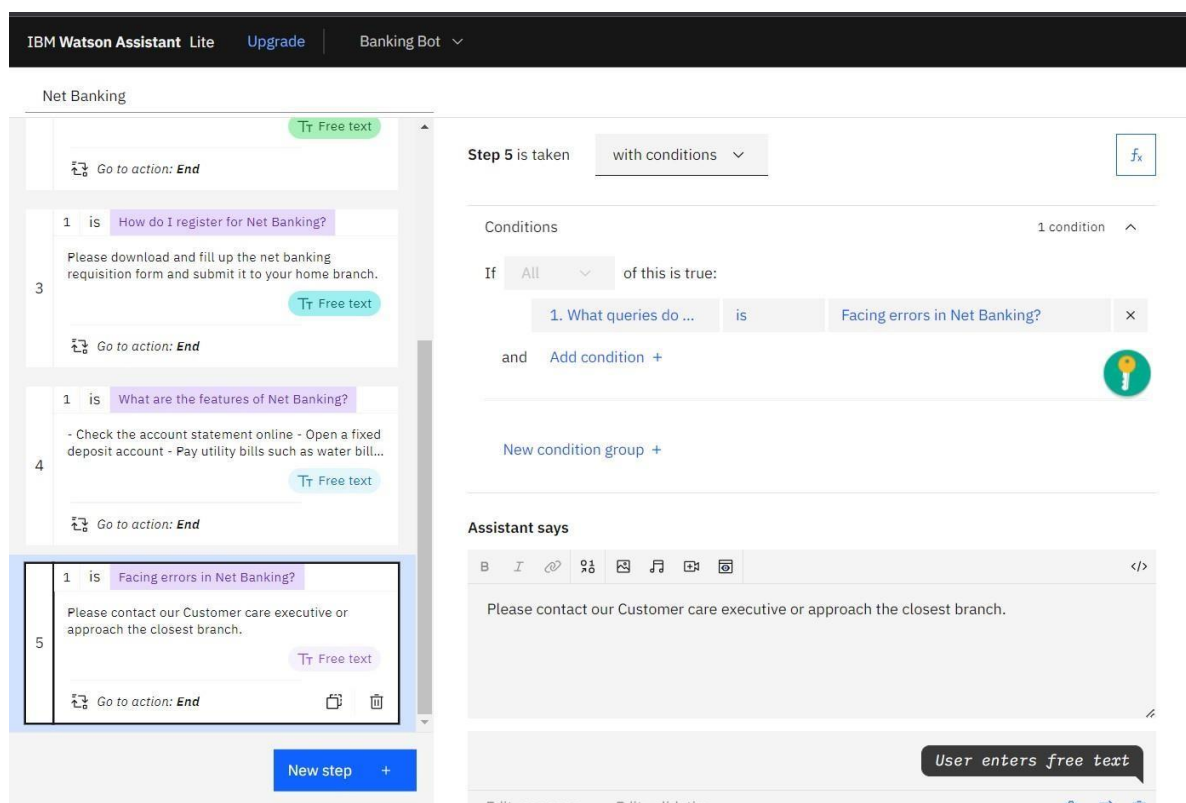 IBM Watson Assistant Lite Upgrade Banking Bot
Net Banking
Free text
Go to action: End
1 is How do I register for Net Banking?
Please download and fill up the net banking
requisition form and submit it to your home branch.
3
Free text
Go to action: End
1 is What are the features of Net Banking?
- Check the account statement online - Open a fixed
deposit account - Pay utility bills such as water bill...
4
Free text
Go to action: End
1 is Facing errors in Net Banking?
Please contact our Customer care executive or
approach the closest branch.
5
Free text
Go to action: End
New step +
Step 5 is taken with conditions
fx
Conditions 1 condition
If All of this is true:
1. What queries do ... is Facing errors in Net Banking? ×
and Add condition +
New condition group +
Assistant says
B I </>
Please contact our Customer care executive or approach the closest branch.
User enters free text